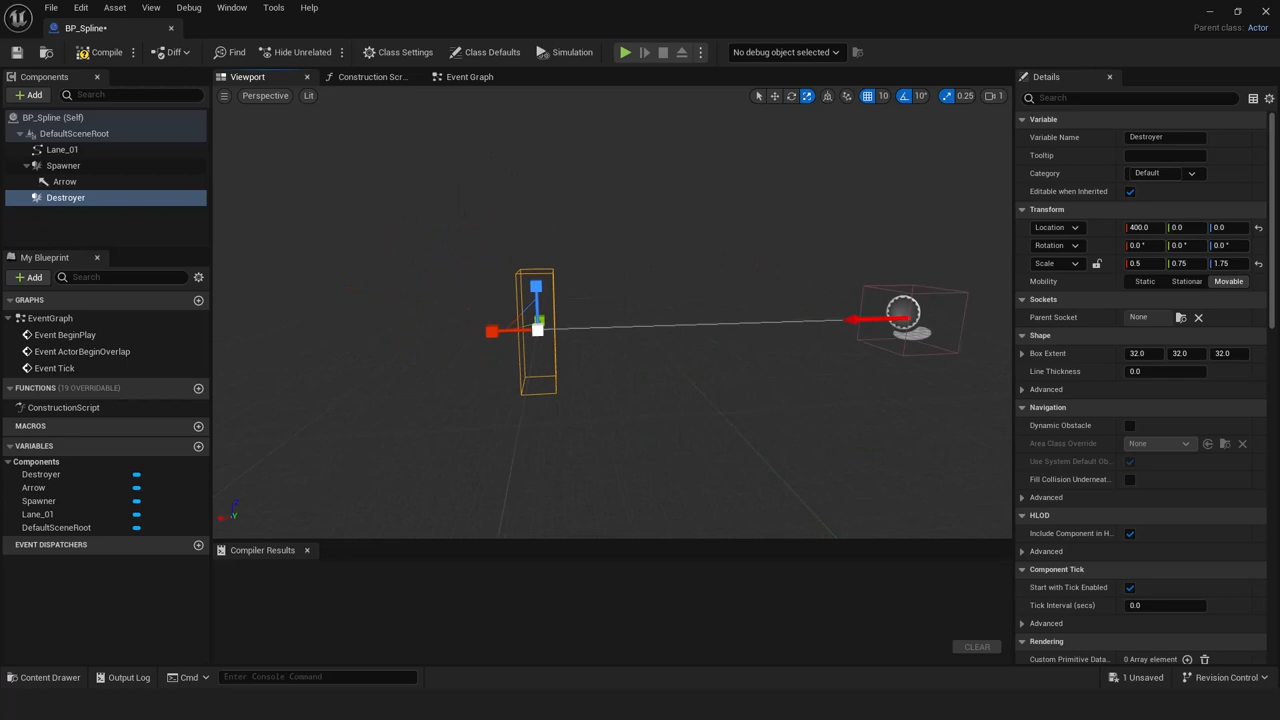 File Edit Asset View Debug Window Tools Help
BP_Spline•
Parent class: Actor
Compile Diff Find Hide Unrelated Class Settings Class Defaults Simulation No debug object selected
Components
Add Search
BP_Spline (Self)
DefaultSceneRoot
Lane_01
Spawner
Arrow
Destroyer
My Blueprint
Add Search
GRAPHS
EventGraph
Event BeginPlay
Event ActorBeginOverlap
Event Tick
FUNCTIONS (19 OVERRIDABLE)
ConstructionScript
MACROS
VARIABLES
Components
Destroyer
Arrow
Spawner
Lane_01
DefaultSceneRoot
EVENT DISPATCHERS
Viewport Construction Scr... Event Graph
Perspective Lit 10 10° 0.25 1
Compiler Results
CLEAR
Details
Search
Variable
Variable Name Destroyer
Tooltip
Category Default
Editable when Inherited
Transform
Location 400.0 0.0 0.0
Rotation 0.0 ° 0.0 ° 0.0 °
Scale 0.5 0.75 1.75
Mobility Static Stationar Movable
Sockets
Parent Socket None
Shape
Box Extent 32.0 32.0 32.0
Line Thickness 0.0
Advanced
Navigation
Dynamic Obstacle
Area Class Override None
Use System Default Ob...
Fill Collision Underneat...
Advanced
HLOD
Include Component in H...
Advanced
Component Tick
Start with Tick Enabled
Tick Interval (secs) 0.0
Advanced
Rendering
Custom Primitive Data... 0 Array element
Content Drawer Output Log Cmd Enter Console Command 1 Unsaved Revision Control